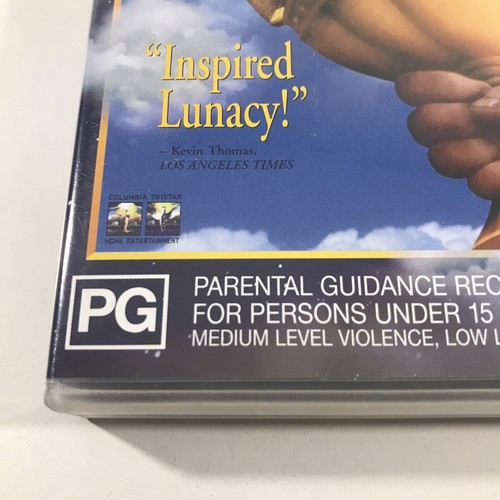 “Inspired
Lunacy!”
– Kevin Thomas,
LOS ANGELES TIMES
COLUMBIA TRISTAR
HOME ENTERTAINMENT
PG
PARENTAL GUIDANCE REC
FOR PERSONS UNDER 15
MEDIUM LEVEL VIOLENCE, LOW L